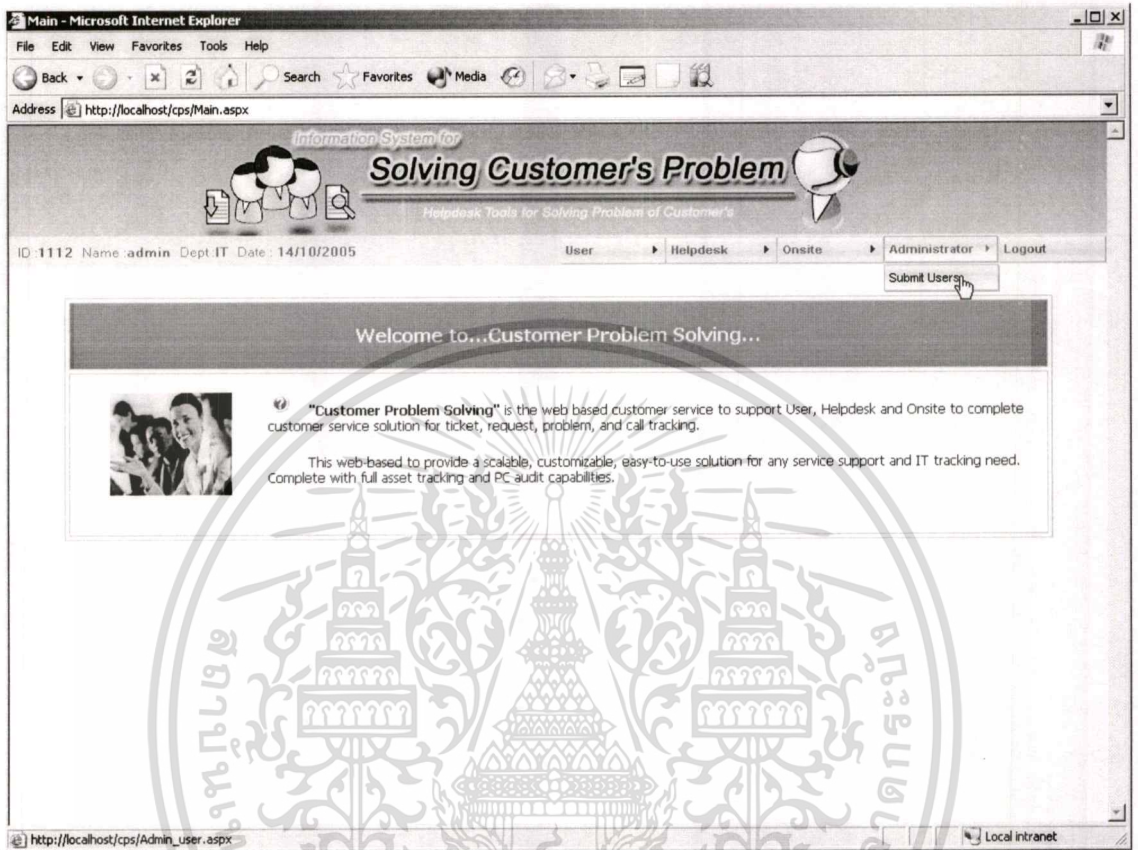 Main - Microsoft Internet Explorer
File Edit View Favorites Tools Help
Back Search Favorites Media
Address http://localhost/cps/Main.aspx
Information System for
Solving Customer's Problem
Helpdesk Tools for Solving Problem of Customer's
ID :1112 Name :admin Dept :IT Date : 14/10/2005 User Helpdesk Onsite Administrator Logout
Submit Users
Welcome to...Customer Problem Solving...
"Customer Problem Solving" is the web based customer service to support User, Helpdesk and Onsite to complete
customer service solution for ticket, request, problem, and call tracking.
This web-based to provide a scalable, customizable, easy-to-use solution for any service support and IT tracking need.
Complete with full asset tracking and PC audit capabilities.
http://localhost/cps/Admin_user.aspx Local intranet